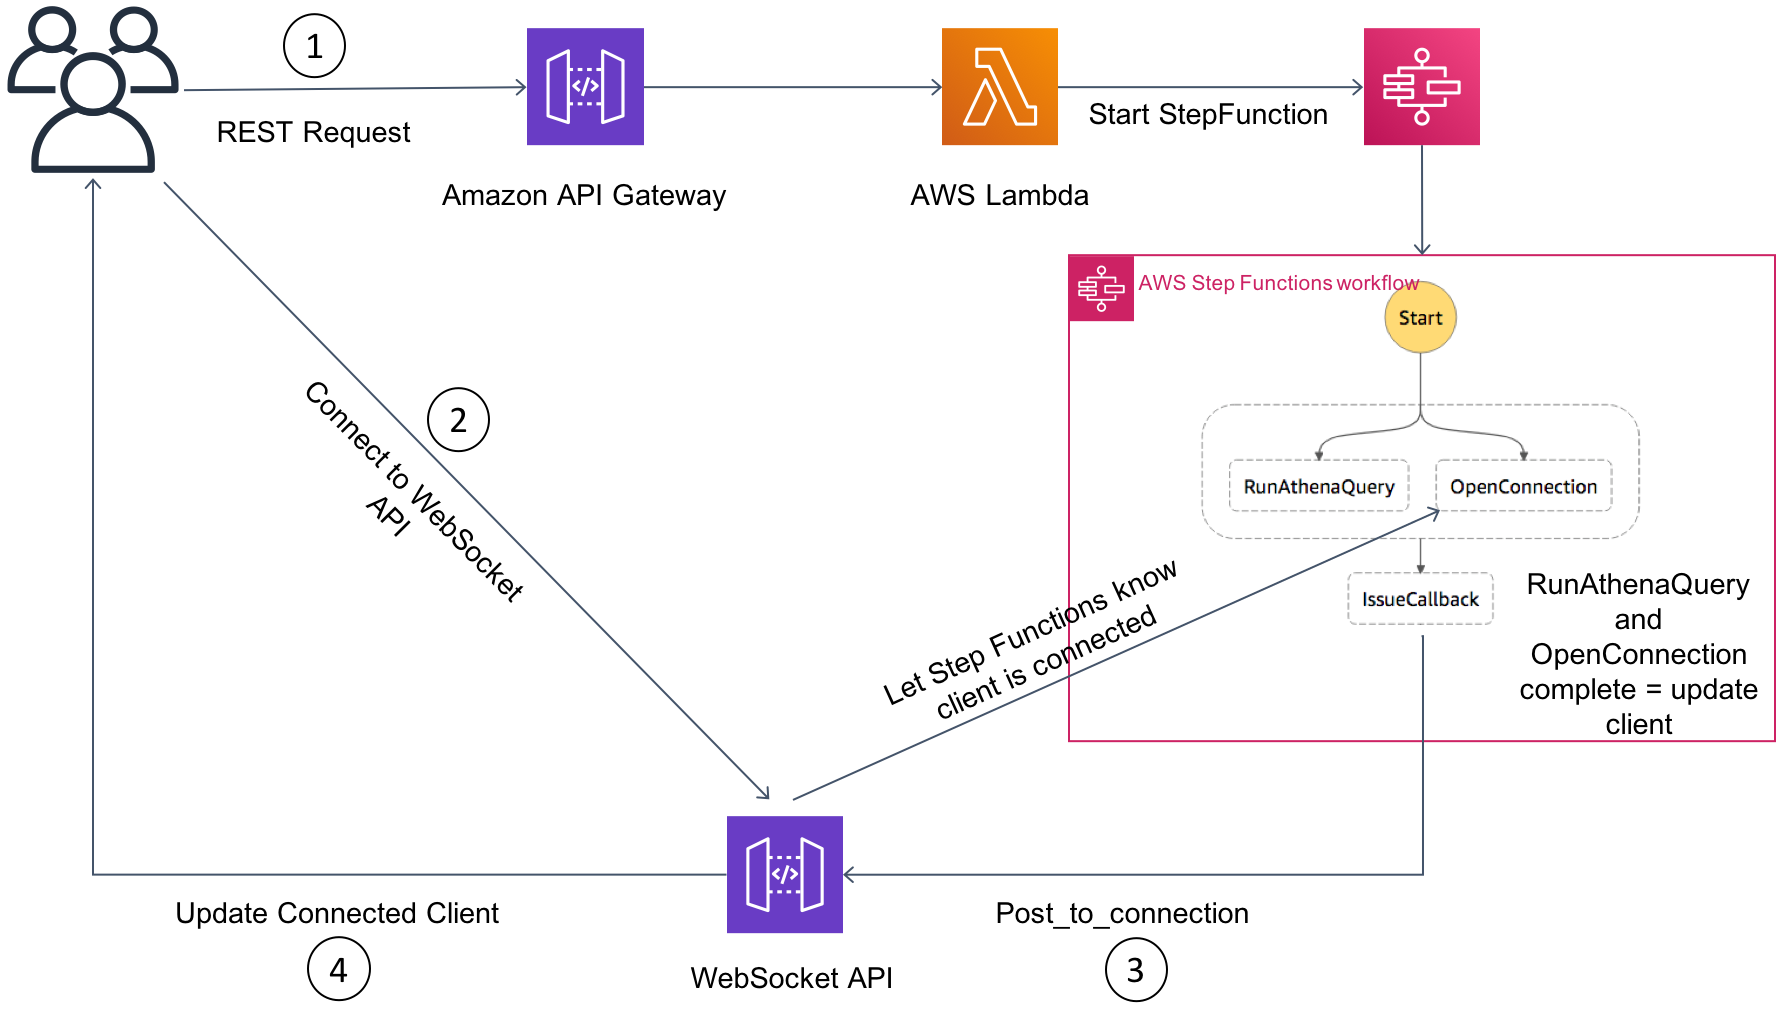 1
REST Request
Amazon API Gateway
AWS Lambda
Start StepFunction
AWS Step Functions workflow
Start
RunAthenaQuery
OpenConnection
IssueCallback
RunAthenaQuery
and
OpenConnection
complete = update
client
2
Connect to WebSocket
API
Let Step Functions know
client is connected
</>
</>
Update Connected Client
4
WebSocket API
Post_to_connection
3